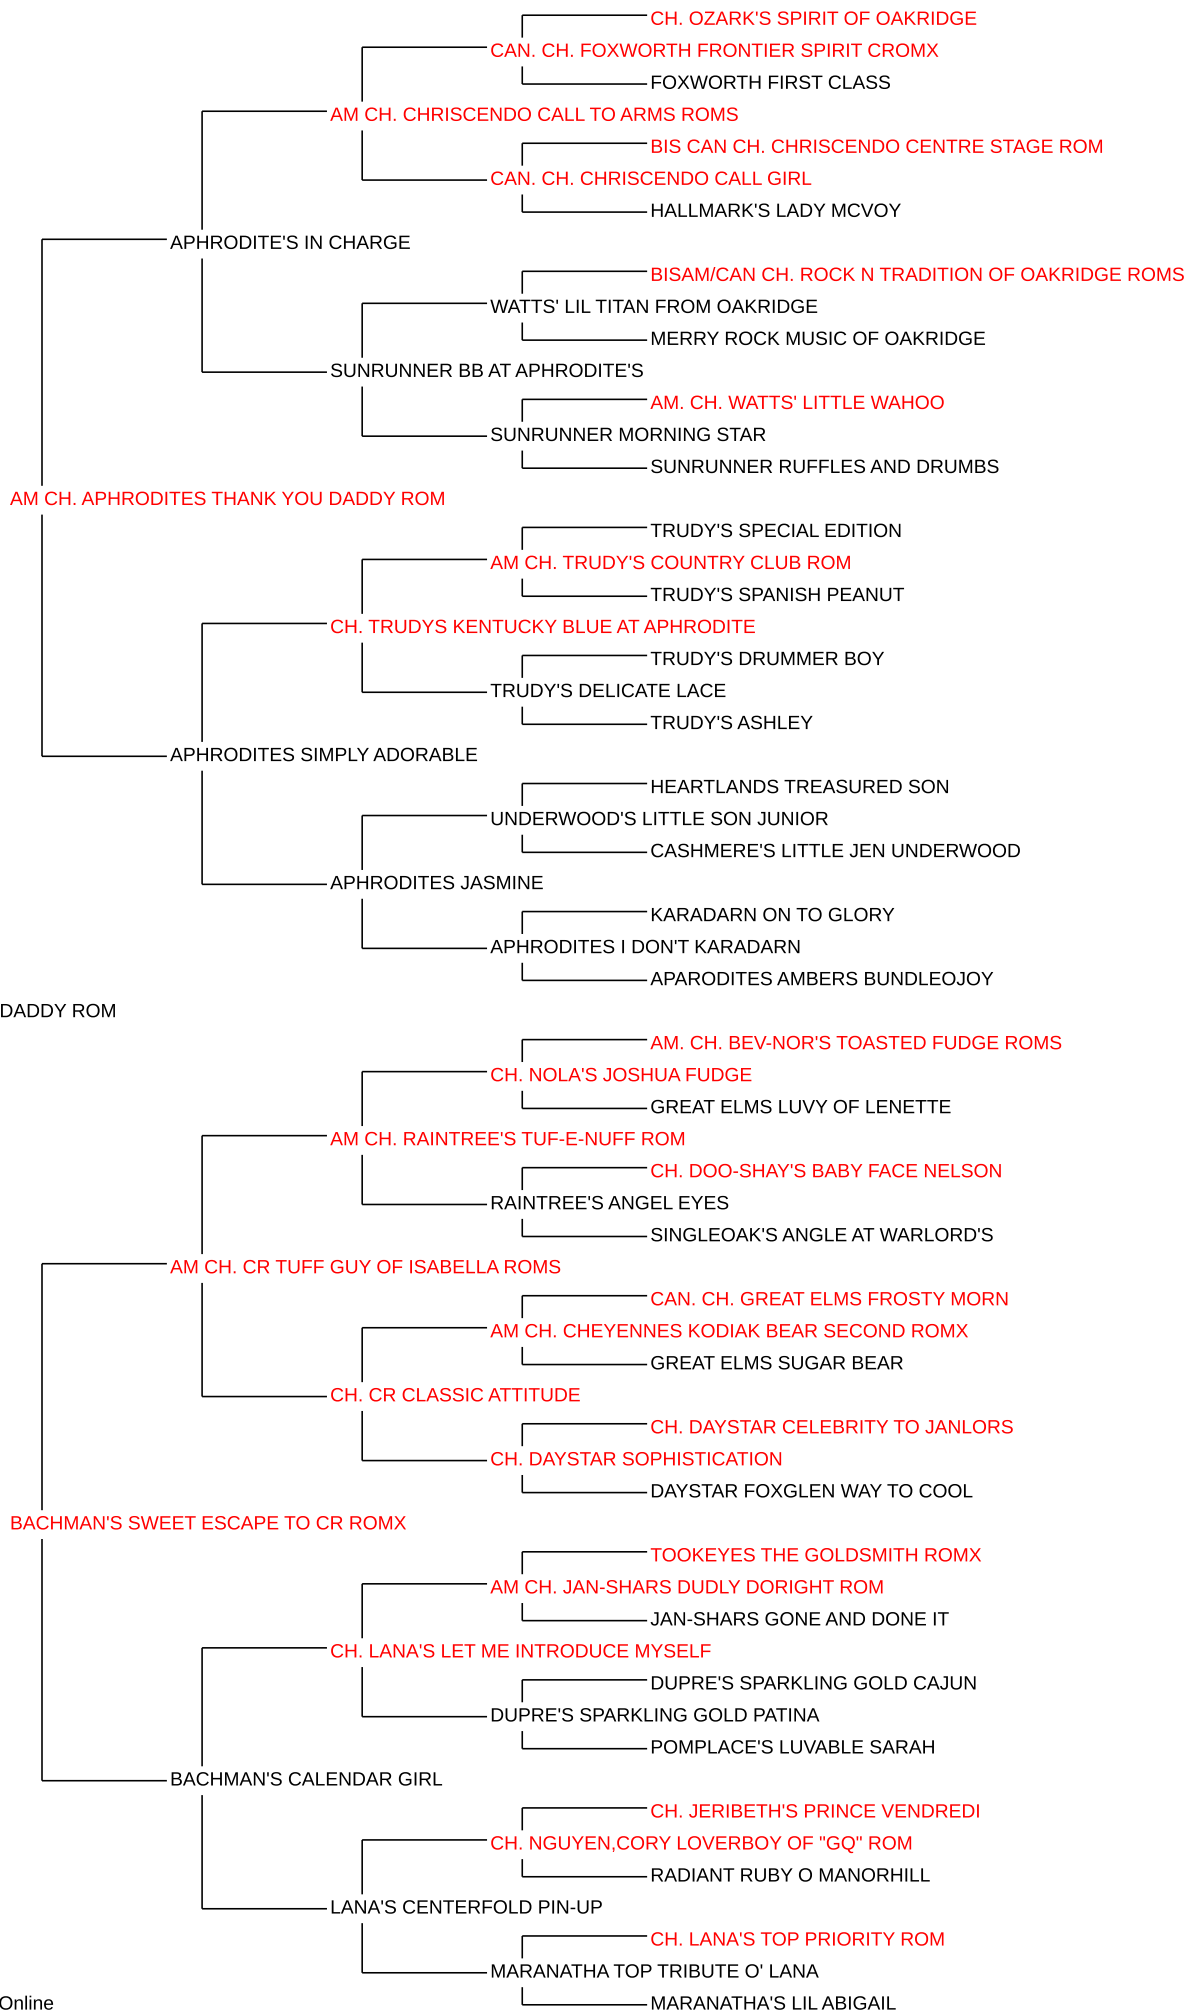 CH. OZARK'S SPIRIT OF OAKRIDGE
CAN. CH. FOXWORTH FRONTIER SPIRIT CROMX
FOXWORTH FIRST CLASS
AM CH. CHRISCENDO CALL TO ARMS ROMS
BIS CAN CH. CHRISCENDO CENTRE STAGE ROM
CAN. CH. CHRISCENDO CALL GIRL
HALLMARK'S LADY MCVOY
APHRODITE'S IN CHARGE
BISAM/CAN CH. ROCK N TRADITION OF OAKRIDGE ROMS
WATTS' LIL TITAN FROM OAKRIDGE
MERRY ROCK MUSIC OF OAKRIDGE
SUNRUNNER BB AT APHRODITE'S
AM. CH. WATTS' LITTLE WAHOO
SUNRUNNER MORNING STAR
SUNRUNNER RUFFLES AND DRUMBS
AM CH. APHRODITES THANK YOU DADDY ROM
TRUDY'S SPECIAL EDITION
AM CH. TRUDY'S COUNTRY CLUB ROM
TRUDY'S SPANISH PEANUT
CH. TRUDYS KENTUCKY BLUE AT APHRODITE
TRUDY'S DRUMMER BOY
TRUDY'S DELICATE LACE
TRUDY'S ASHLEY
APHRODITES SIMPLY ADORABLE
HEARTLANDS TREASURED SON
UNDERWOOD'S LITTLE SON JUNIOR
CASHMERE'S LITTLE JEN UNDERWOOD
APHRODITES JASMINE
KARADARN ON TO GLORY
APHRODITES I DON'T KARADARN
APARODITES AMBERS BUNDLEOJOY
DADDY ROM
AM. CH. BEV-NOR'S TOASTED FUDGE ROMS
CH. NOLA'S JOSHUA FUDGE
GREAT ELMS LUVY OF LENETTE
AM CH. RAINTREE'S TUF-E-NUFF ROM
CH. DOO-SHAY'S BABY FACE NELSON
RAINTREE'S ANGEL EYES
SINGLEOAK'S ANGLE AT WARLORD'S
AM CH. CR TUFF GUY OF ISABELLA ROMS
CAN. CH. GREAT ELMS FROSTY MORN
AM CH. CHEYENNES KODIAK BEAR SECOND ROMX
GREAT ELMS SUGAR BEAR
CH. CR CLASSIC ATTITUDE
CH. DAYSTAR CELEBRITY TO JANLORS
CH. DAYSTAR SOPHISTICATION
DAYSTAR FOXGLEN WAY TO COOL
BACHMAN'S SWEET ESCAPE TO CR ROMX
TOOKEYES THE GOLDSMITH ROMX
AM CH. JAN-SHARS DUDLY DORIGHT ROM
JAN-SHARS GONE AND DONE IT
CH. LANA'S LET ME INTRODUCE MYSELF
DUPRE'S SPARKLING GOLD CAJUN
DUPRE'S SPARKLING GOLD PATINA
POMPLACE'S LUVABLE SARAH
BACHMAN'S CALENDAR GIRL
CH. JERIBETH'S PRINCE VENDREDI
CH. NGUYEN,CORY LOVERBOY OF "GQ" ROM
RADIANT RUBY O MANORHILL
LANA'S CENTERFOLD PIN-UP
CH. LANA'S TOP PRIORITY ROM
MARANATHA TOP TRIBUTE O' LANA
MARANATHA'S LIL ABIGAIL
Online